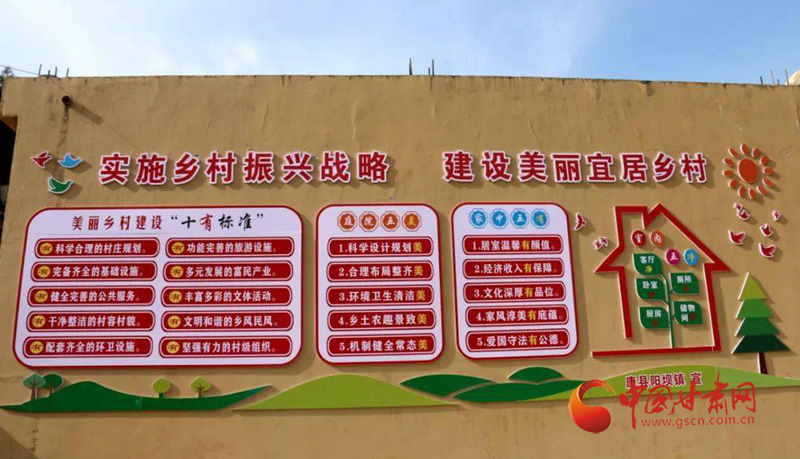 实施乡村振兴战略 建设美丽宜居乡村
美丽乡村建设“十有标准”
有科学合理的村庄规划。
有完备齐全的基础设施。
有健全完善的公共服务。
有干净整洁的村容村貌。
有配套齐全的环卫设施。
有功能完善的旅游设施。
有多元发展的富民产业。
有丰富多彩的文体活动。
有文明和谐的乡风民风。
有坚强有力的村级组织。
庭院五美
1.科学设计规划美
2.合理布局整齐美
3.环境卫生清洁美
4.乡土农趣景致美
5.机制健全常态美
家中五有
1.居室温馨有颜值。
2.经济收入有保障。
3.文化深厚有品位。
4.家风淳美有底蕴。
5.爱国守法有公德。
室内五净
客厅净
厕所
卧室
厨房
储物间
康县阳坝镇 宣
中国甘肃网
www.gscn.com.cn